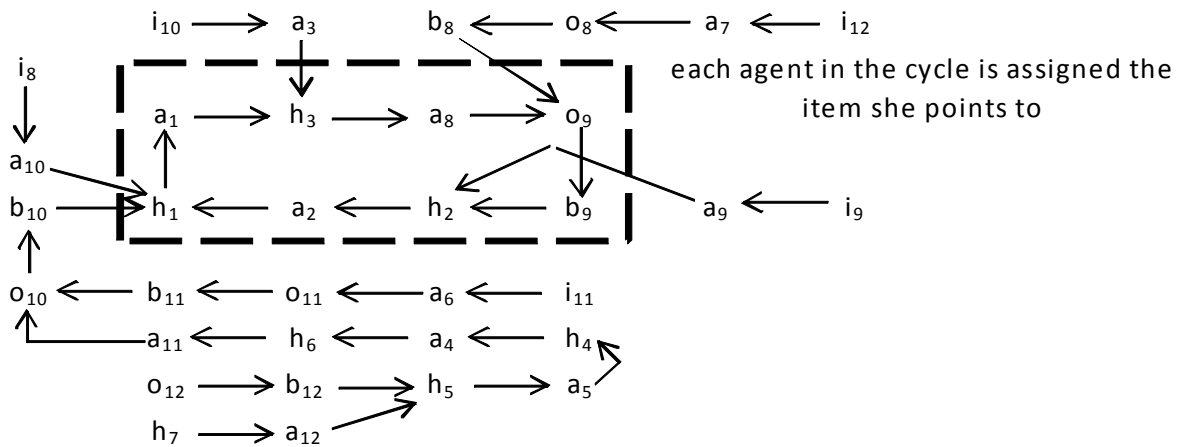 i₁₀ a₃ b₈ o₈ a₇ i₁₂
i₈ each agent in the cycle is assigned the
item she points to
a₁ h₃ a₈ o₉
a₁₀
b₁₀ h₁ a₂ h₂ b₉ a₉ i₉
o₁₀ b₁₁ o₁₁ a₆ i₁₁
a₁₁ h₆ a₄ h₄
o₁₂ b₁₂ h₅ a₅
h₇ a₁₂